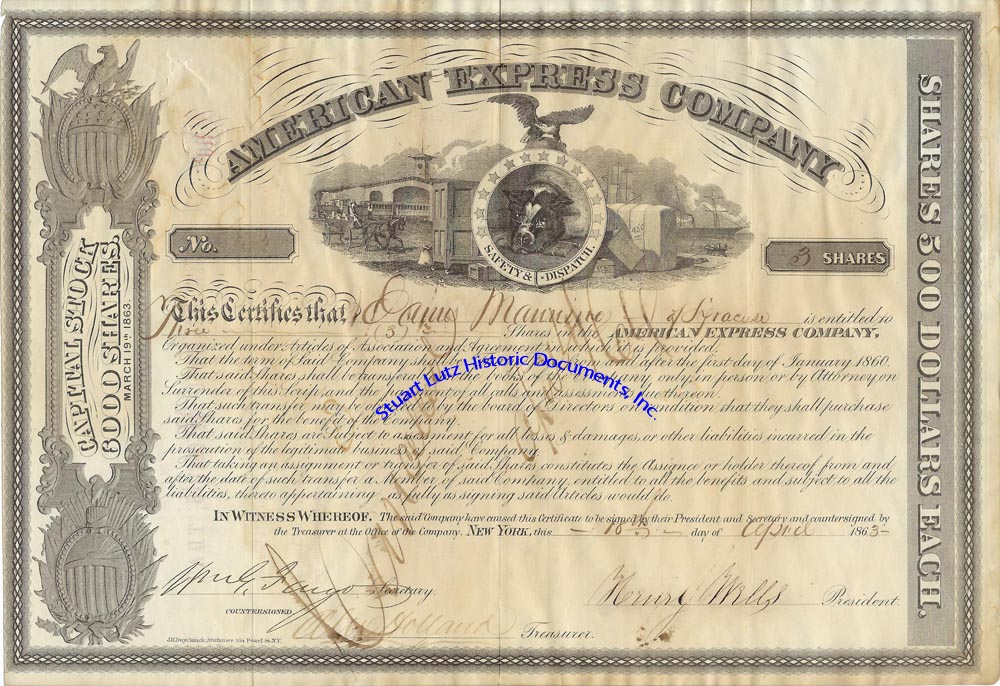 AMERICAN EXPRESS COMPANY
SAFETY & DISPATCH.
No.
3 SHARES
CAPITAL STOCK
8000 SHARES,
MARCH 19TH 1863.
SHARES 500 DOLLARS EACH.
This Certifies that of Syracuse is entitled to
Three (3) Shares in the AMERICAN EXPRESS COMPANY,
Organized under Articles of Association and Agreement in which it is provided.
That the term of Said Company shall after the first day of January 1860.
That said Shares shall be transferable on the books of the only in person or by Attorney on
Surrender of this Scrip and the of all calls and assessments thereon.
That such transfer may be by the board of Directors on condition that they shall purchase
said Shares for the benefit of the Company.
That said Shares are Subject to assessment for all losses & damages, or other liabilities incurred in the
prosecution of the legitimate business of said Company.
That taking an assignment or transfer of said Shares constitutes the Assignee or holder thereof from and
after the date of such transfer a Member of said Company, entitled to all the benefits and subject to all the
liabilities, thereto appertaining as signing said Articles would do.
IN WITNESS WHEREOF. The said Company have caused this Certificate to be signed by their President and Secretary and countersigned by
the Treasurer at the Office of the Company. NEW YORK, this day of April 1863
Wm G. Fargo Secretary.
Henry Wells President.
COUNTERSIGNED
Holland Treasurer.
J.H. Duyckinck, Stationer 164 Pearl St. N.Y.
Stuart Lutz Historic Documents, Inc.